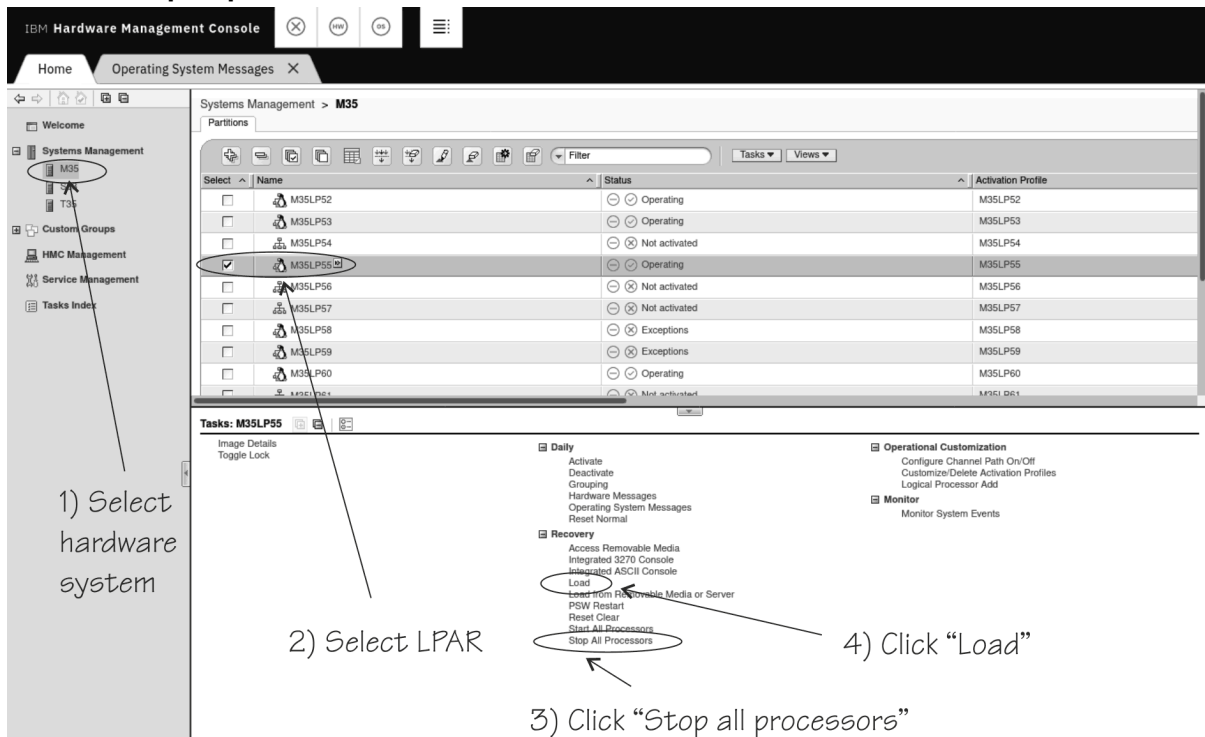 IBM Hardware Management Console
HW
os
Home
Operating System Messages X
Welcome
Systems Management
M35
T35
Custom Groups
HMC Management
Service Management
Tasks Index
Systems Management > M35
Partitions
Filter
Tasks
Views
Select Name Status Activation Profile
M35LP52 Operating M35LP52
M35LP53 Operating M35LP53
M35LP54 Not activated M35LP54
M35LP55 Operating M35LP55
M35LP56 Not activated M35LP56
M35LP57 Not activated M35LP57
M35LP58 Exceptions M35LP58
M35LP59 Exceptions M35LP59
M35LP60 Operating M35LP60
M35LP61 Not activated M35LP61
Tasks: M35LP55
Image Details
Toggle Lock
Daily
Activate
Deactivate
Grouping
Hardware Messages
Operating System Messages
Reset Normal
Recovery
Access Removable Media
Integrated 3270 Console
Integrated ASCII Console
Load
Load from Removable Media or Server
PSW Restart
Reset Clear
Start All Processors
Stop All Processors
Operational Customization
Configure Channel Path On/Off
Customize/Delete Activation Profiles
Logical Processor Add
Monitor
Monitor System Events
1) Select
hardware
system
2) Select LPAR
3) Click “Stop all processors”
4) Click “Load”